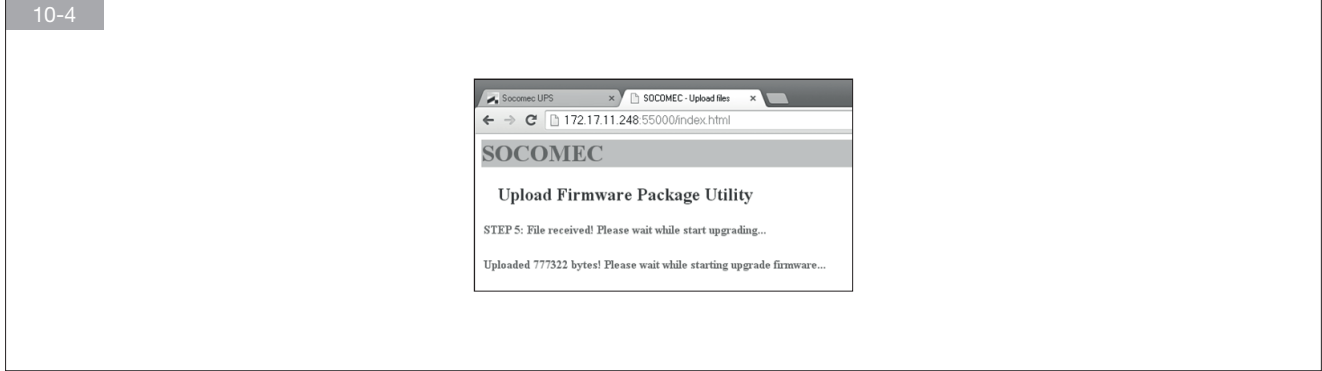 10-4
Socomec UPS
SOCOMEC - Upload files
172.17.11.248:55000/index.html
SOCOMEC
Upload Firmware Package Utility
STEP 5: File received! Please wait while start upgrading...
Uploaded 777322 bytes! Please wait while starting upgrade firmware...